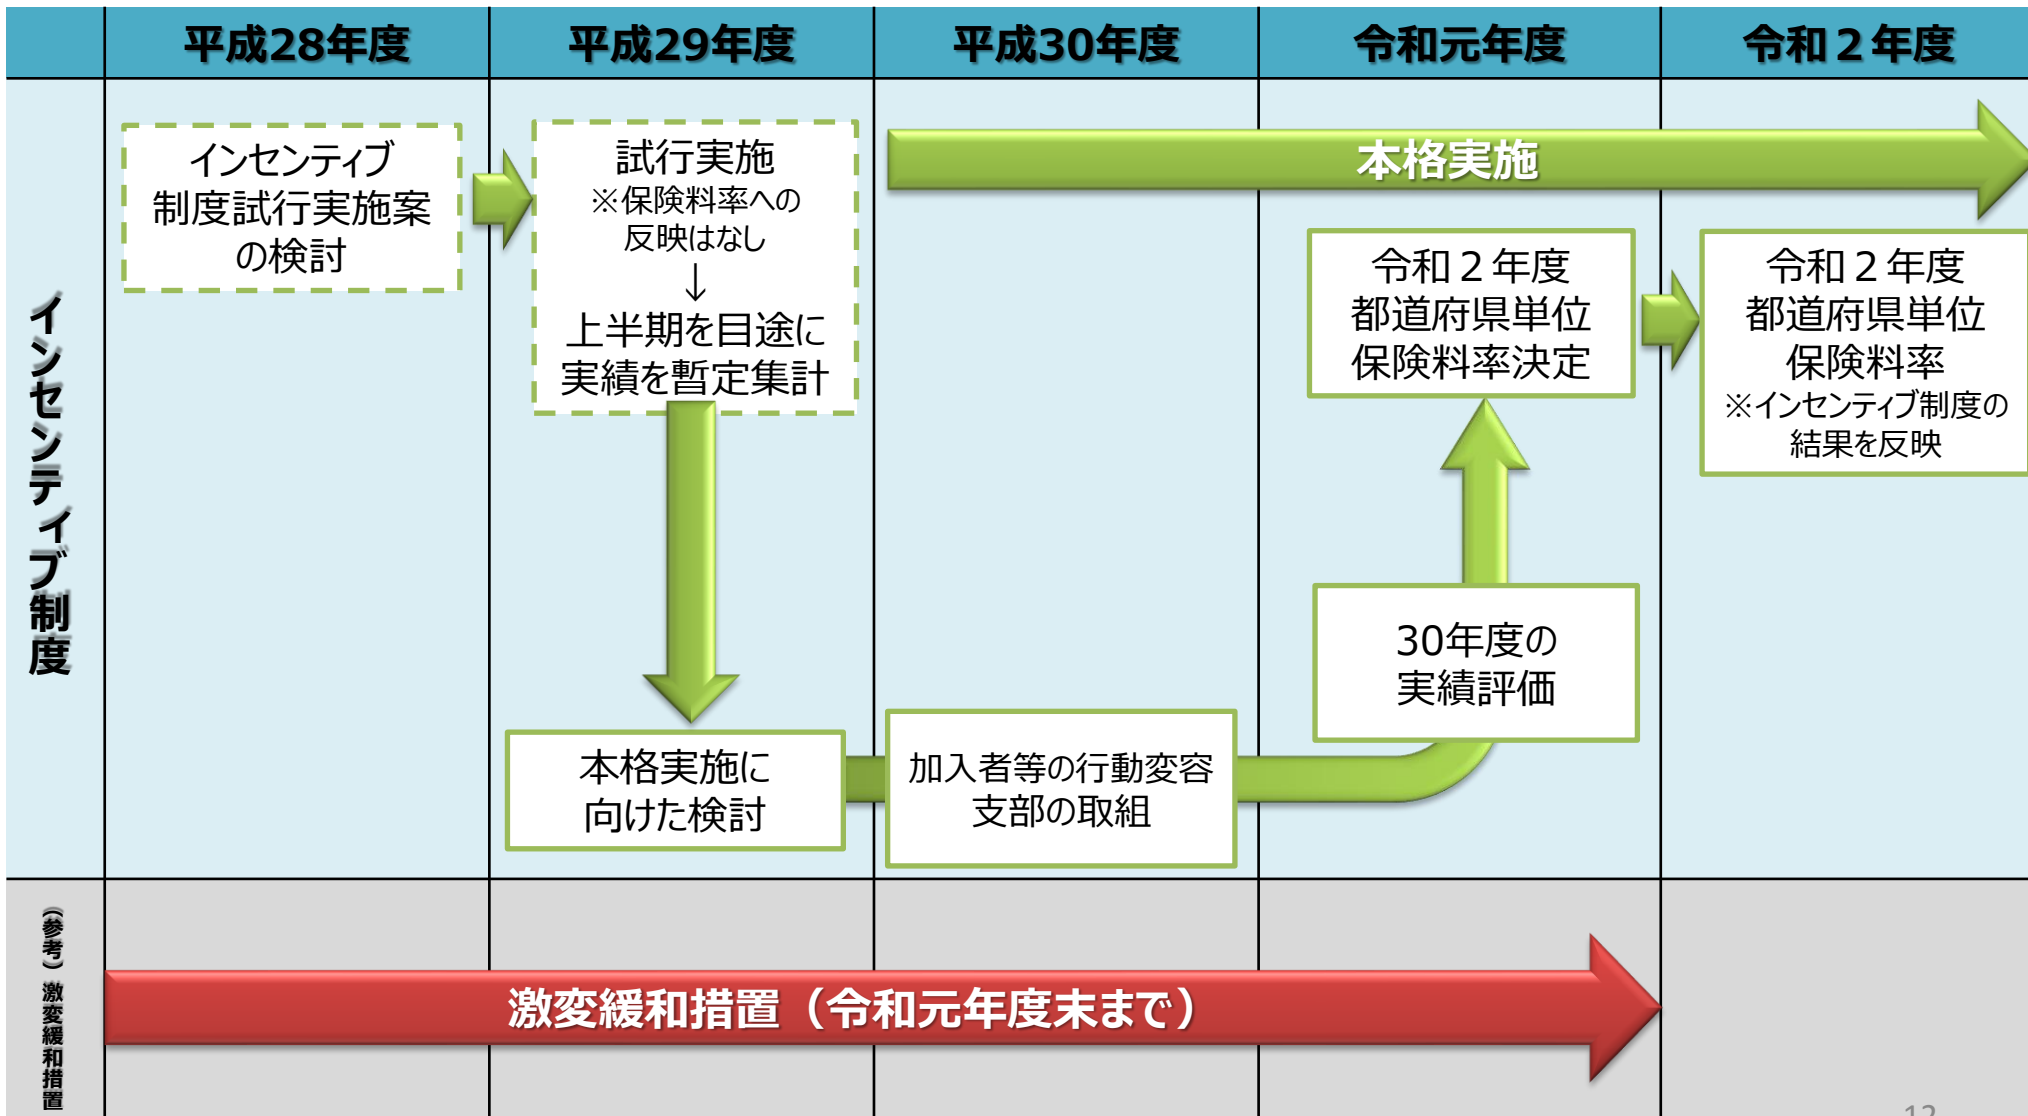 平成28年度
平成29年度
平成30年度
令和元年度
令和２年度
インセンティブ制度
インセンティブ
制度試行実施案
の検討
試行実施
※保険料率への
反映はなし
↓
上半期を目途に
実績を暫定集計
本格実施に
向けた検討
本格実施
加入者等の行動変容
支部の取組
令和２年度
都道府県単位
保険料率決定
30年度の
実績評価
令和２年度
都道府県単位
保険料率
※インセンティブ制度の
結果を反映
（参考）激変緩和措置
激変緩和措置（令和元年度末まで）
12